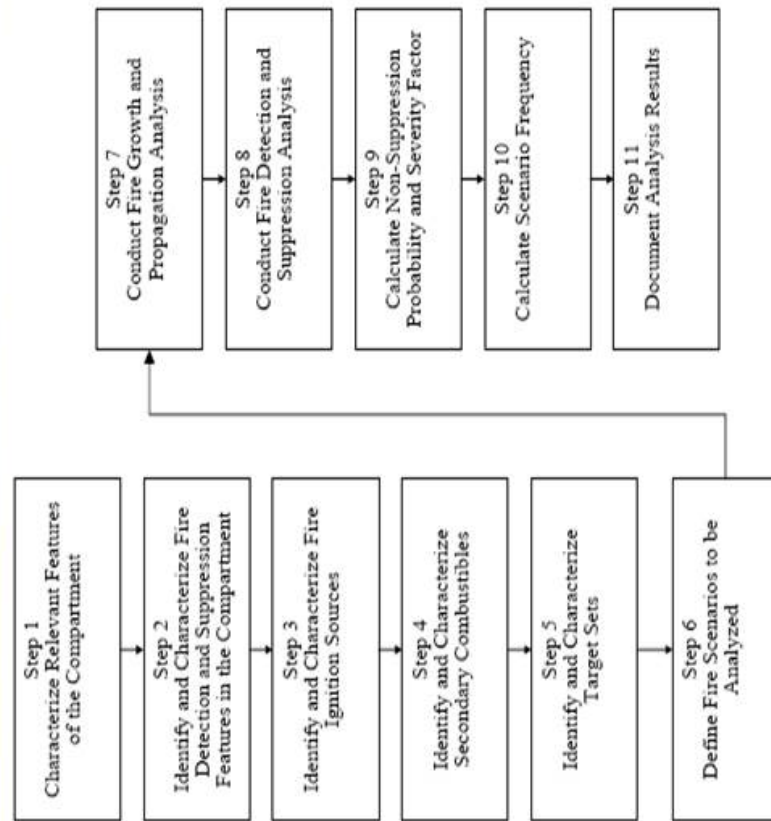 Step 1
Characterize Relevant Features
of the Compartment
Step 2
Identify and Characterize Fire
Detection and Suppression
Features in the Compartment
Step 3
Identify and Characterize Fire
Ignition Sources
Step 4
Identify and Characterize
Secondary Combustibles
Step 5
Identify and Characterize
Target Sets
Step 6
Define Fire Scenarios to be
Analyzed
Step 7
Conduct Fire Growth and
Propagation Analysis
Step 8
Conduct Fire Detection and
Suppression Analysis
Step 9
Calculate Non-Suppression
Probability and Severity Factor
Step 10
Calculate Scenario Frequency
Step 11
Document Analysis Results